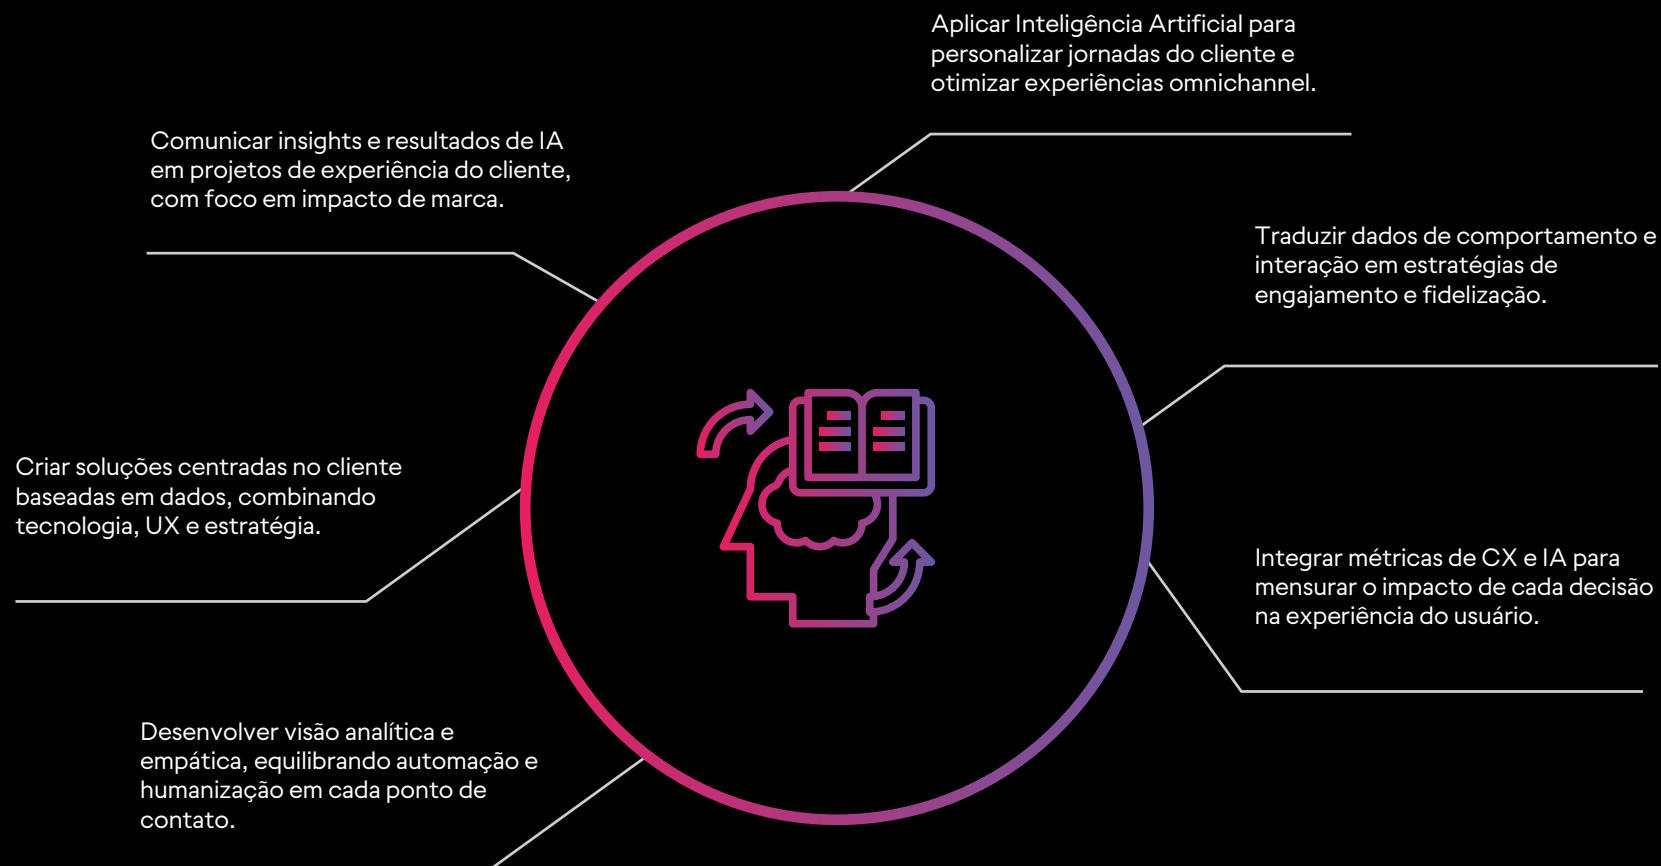 Aplicar Inteligência Artificial para
personalizar jornadas do cliente e
otimizar experiências omnichannel.
Comunicar insights e resultados de IA
em projetos de experiência do cliente,
com foco em impacto de marca.
Traduzir dados de comportamento e
interação em estratégias de
engajamento e fidelização.
Criar soluções centradas no cliente
baseadas em dados, combinando
tecnologia, UX e estratégia.
Integrar métricas de CX e IA para
mensurar o impacto de cada decisão
na experiência do usuário.
Desenvolver visão analítica e
empática, equilibrando automação e
humanização em cada ponto de
contato.